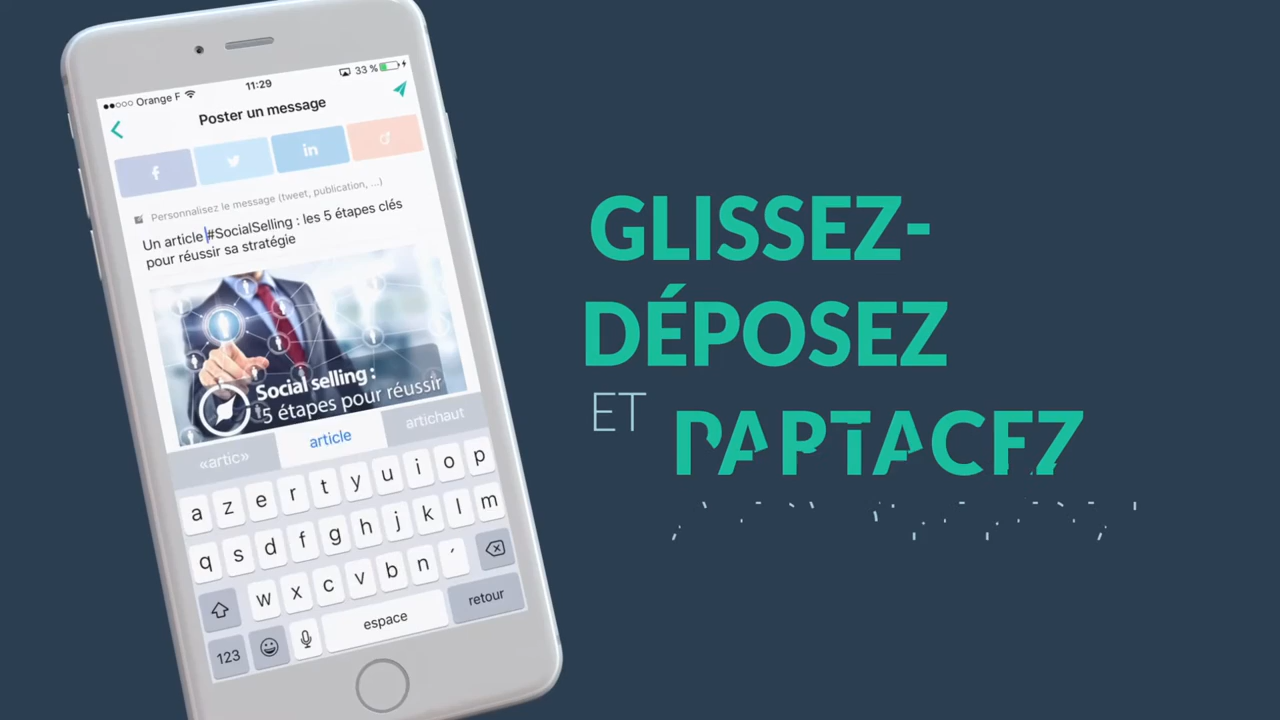 Orange F 11:29 33 %
Poster un message
f in
Personnalisez le message (tweet, publication, ...)
Un article #SocialSelling : les 5 étapes clés
pour réussir sa stratégie
Social selling :
5 étapes pour réussir
«artic» article artichaut
a z e r t y u i o p
q s d f g h j k l m
w x c v b n ´
123 espace retour
GLISSEZ-
DÉPOSEZ
ET PARTAGEZ